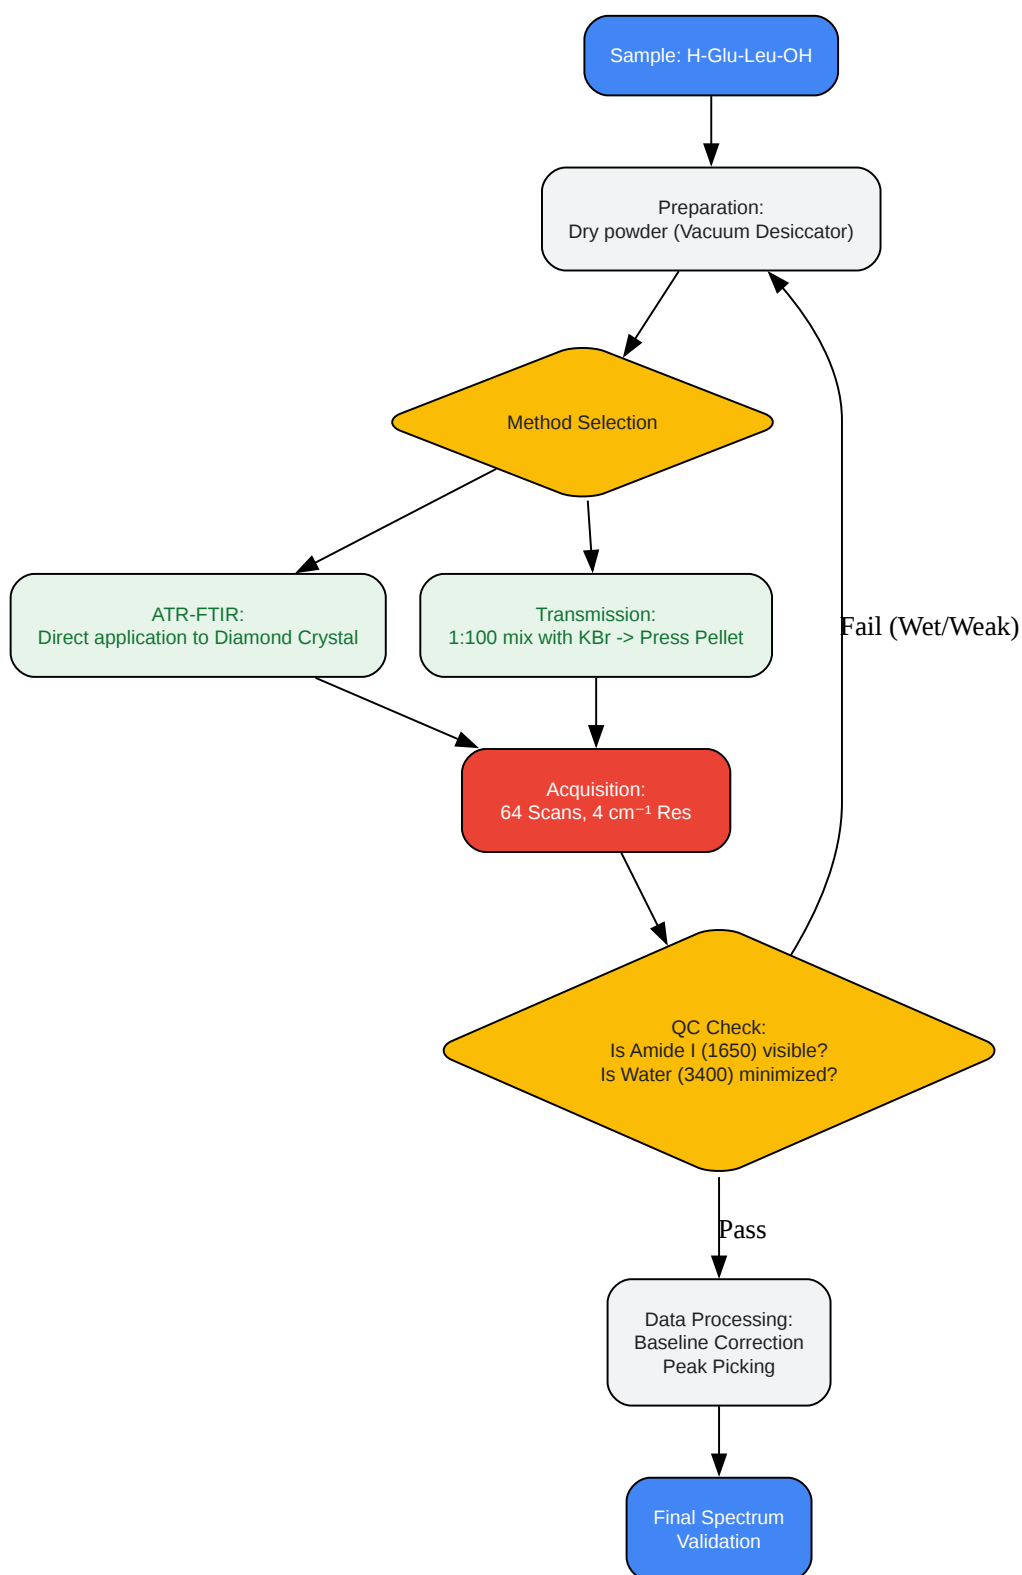 Sample: H-Glu-Leu-OH
Preparation:
Dry powder (Vacuum Desiccator)
Method Selection
ATR-FTIR:
Direct application to Diamond Crystal
Transmission:
1:100 mix with KBr -> Press Pellet
Fail (Wet/Weak)
Acquisition:
64 Scans, 4 cm⁻¹ Res
QC Check:
Is Amide I (1650) visible?
Is Water (3400) minimized?
Pass
Data Processing:
Baseline Correction
Peak Picking
Final Spectrum
Validation